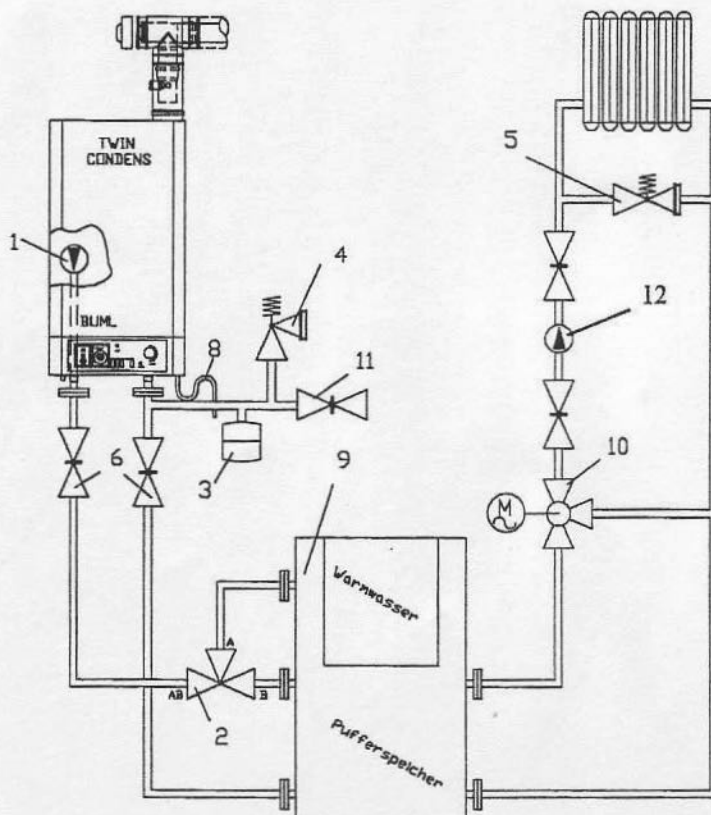 TWIN
CONDENS
5
1
4
12
BUML
8
11
6
3
9
10
M
Warmwasser
A
AB
B
2
Pufferspeicher